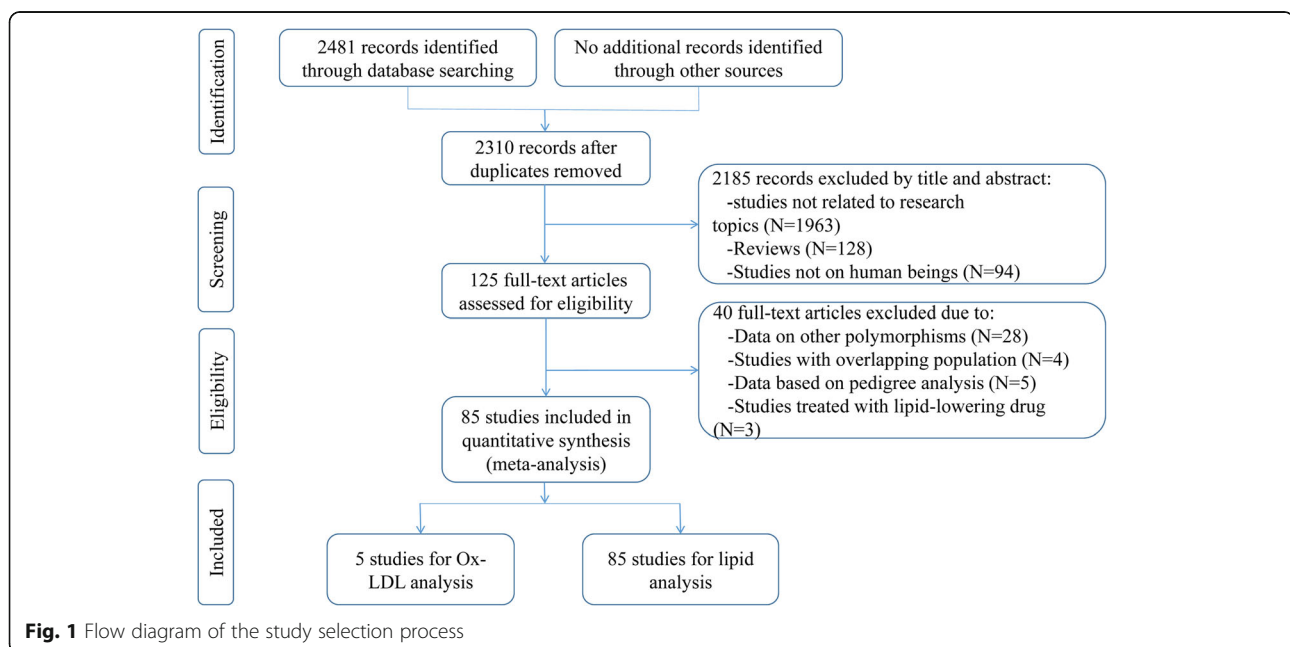 Identification
2481 records identified
through database searching
No additional records identified
through other sources
2310 records after
duplicates removed
Screening
2185 records excluded by title and abstract:
-studies not related to research
topics (N=1963)
-Reviews (N=128)
-Studies not on human beings (N=94)
125 full-text articles
assessed for eligibility
Eligibility
40 full-text articles excluded due to:
-Data on other polymorphisms (N=28)
-Studies with overlapping population (N=4)
-Data based on pedigree analysis (N=5)
-Studies treated with lipid-lowering drug
(N=3)
85 studies included in
quantitative synthesis
(meta-analysis)
Included
5 studies for Ox-
LDL analysis
85 studies for lipid
analysis
Fig. 1 Flow diagram of the study selection process